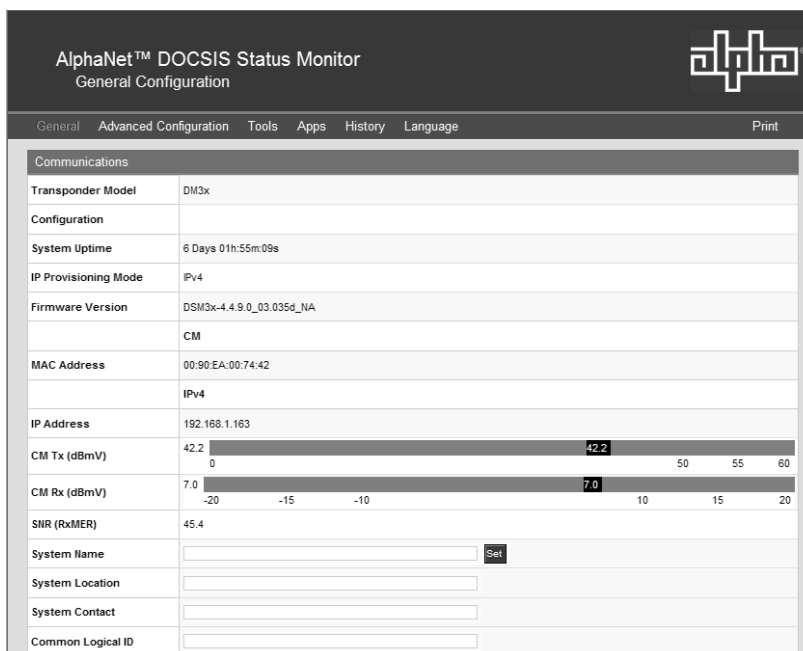 AlphaNet™ DOCSIS Status Monitor
General Configuration
alpha®
General Advanced Configuration Tools Apps History Language Print
Communications
Transponder Model DM3x
Configuration
System Uptime 6 Days 01h:55m:09s
IP Provisioning Mode IPv4
Firmware Version DSM3x-4.4.9.0_03.035d_NA
CM
MAC Address 00:90:EA:00:74:42
IPv4
IP Address 192.168.1.163
CM Tx (dBmV) 42.2 42.2
0 50 55 60
CM Rx (dBmV) 7.0 7.0
-20 -15 -10 10 15 20
SNR (RxMER) 45.4
System Name Set
System Location
System Contact
Common Logical ID